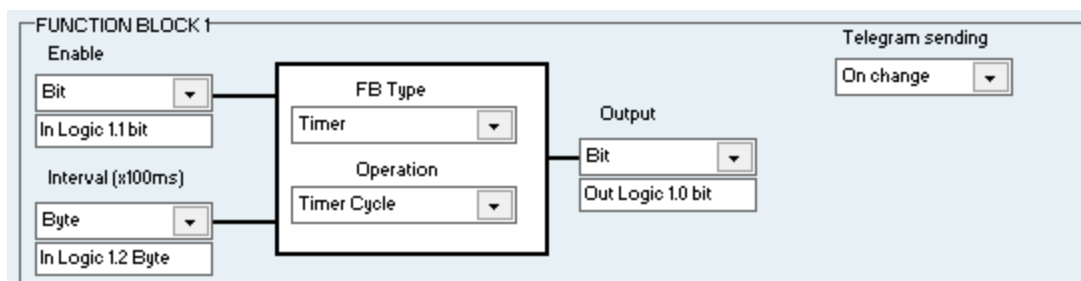 FUNCTION BLOCK 1
Enable
Bit
In Logic 1.1 bit
Interval (x100ms)
Byte
In Logic 1.2 Byte
FB Type
Timer
Operation
Timer Cycle
Output
Bit
Out Logic 1.0 bit
Telegram sending
On change